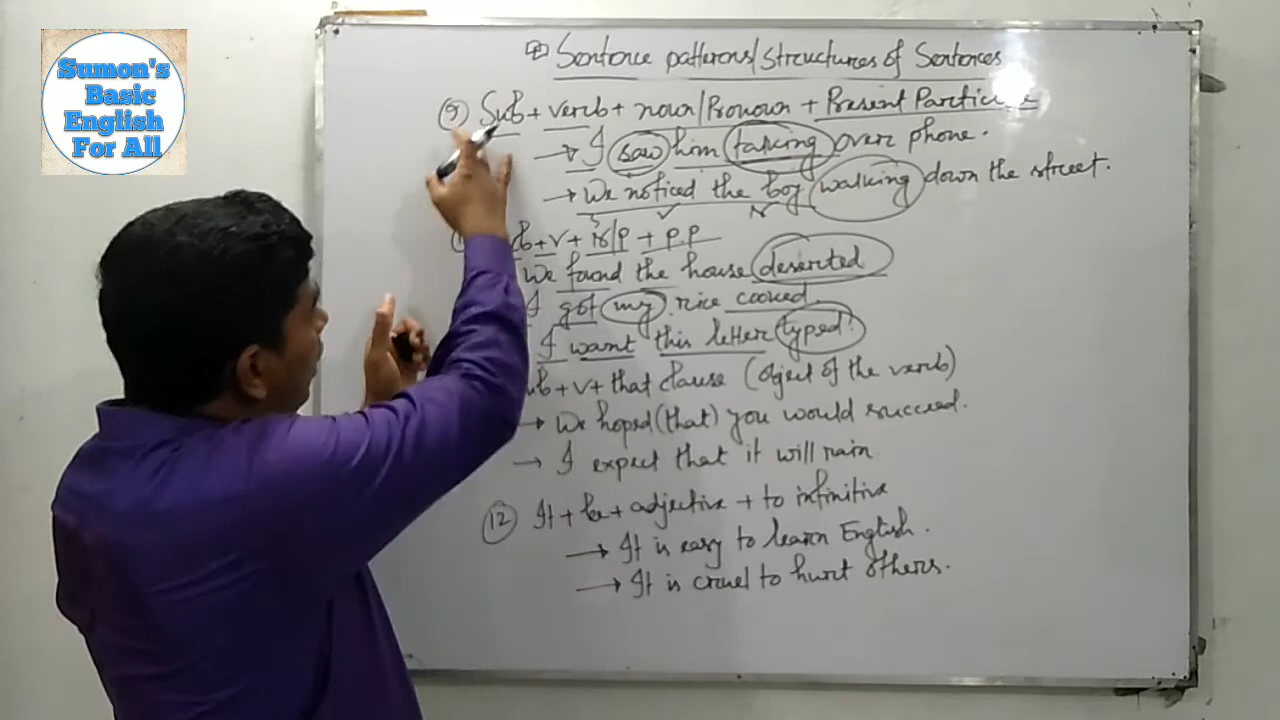 Sumon's
Basic
English
For All
Sentence patterns/Structures of Sentences
9 Sub + verb + noun/Pronoun + Present Participle
→ I saw him talking over phone.
→ We noticed the boy walking down the street.
+ V + N/P + P.P
We found the house deserted
I got my rice cooked.
I want this letter typed.
+ V + that clause (object of the verb)
→ We hoped (that) you would succeed.
→ I expect that it will rain.
12 It + be + adjective + to infinitive
→ It is easy to learn English.
→ It is cruel to hurt others.